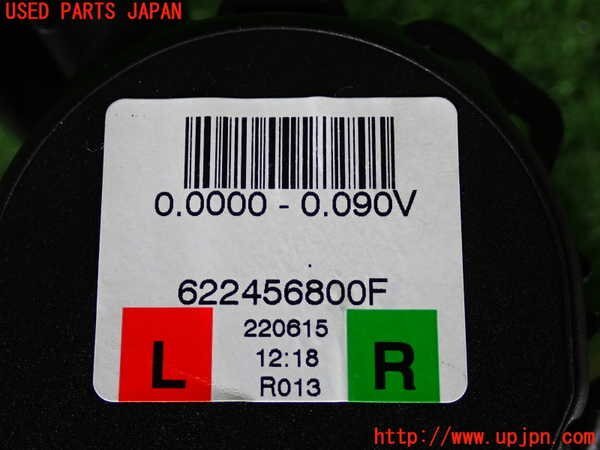 USED PARTS JAPAN
0.0000 - 0.090V
622456800F
220615
12:18
R013
L
R
http://www.upjpn.com/